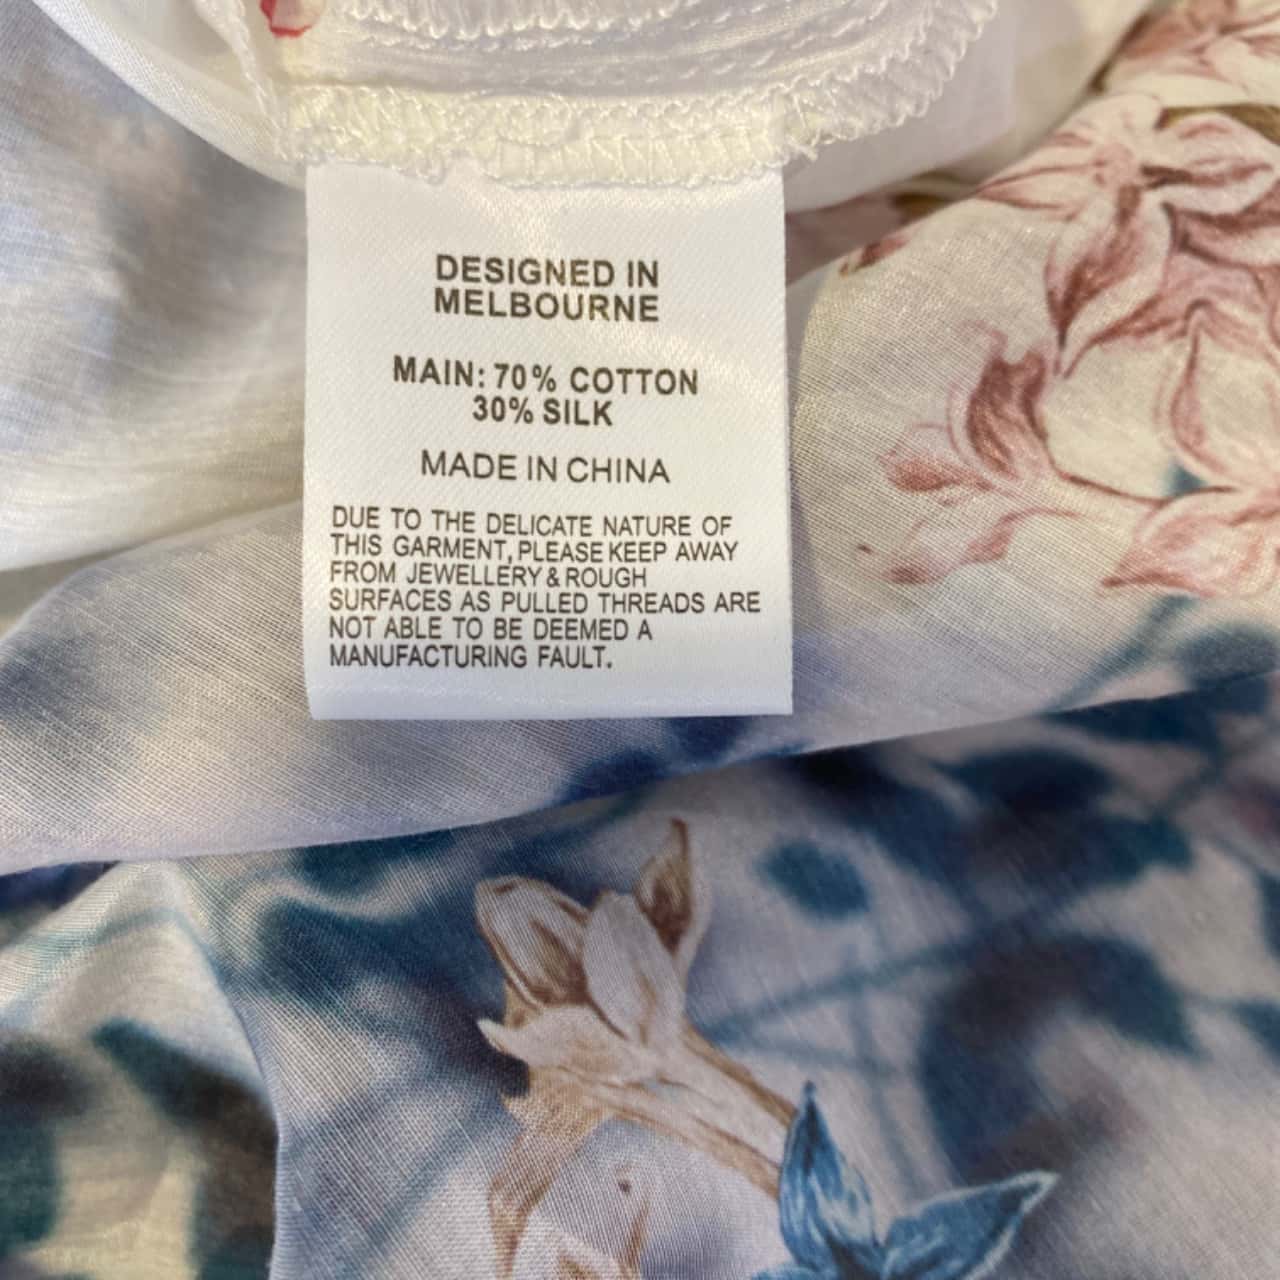 DESIGNED IN
MELBOURNE
MAIN: 70% COTTON
30% SILK
MADE IN CHINA
DUE TO THE DELICATE NATURE OF
THIS GARMENT, PLEASE KEEP AWAY
FROM JEWELLERY & ROUGH
SURFACES AS PULLED THREADS ARE
NOT ABLE TO BE DEEMED A
MANUFACTURING FAULT.